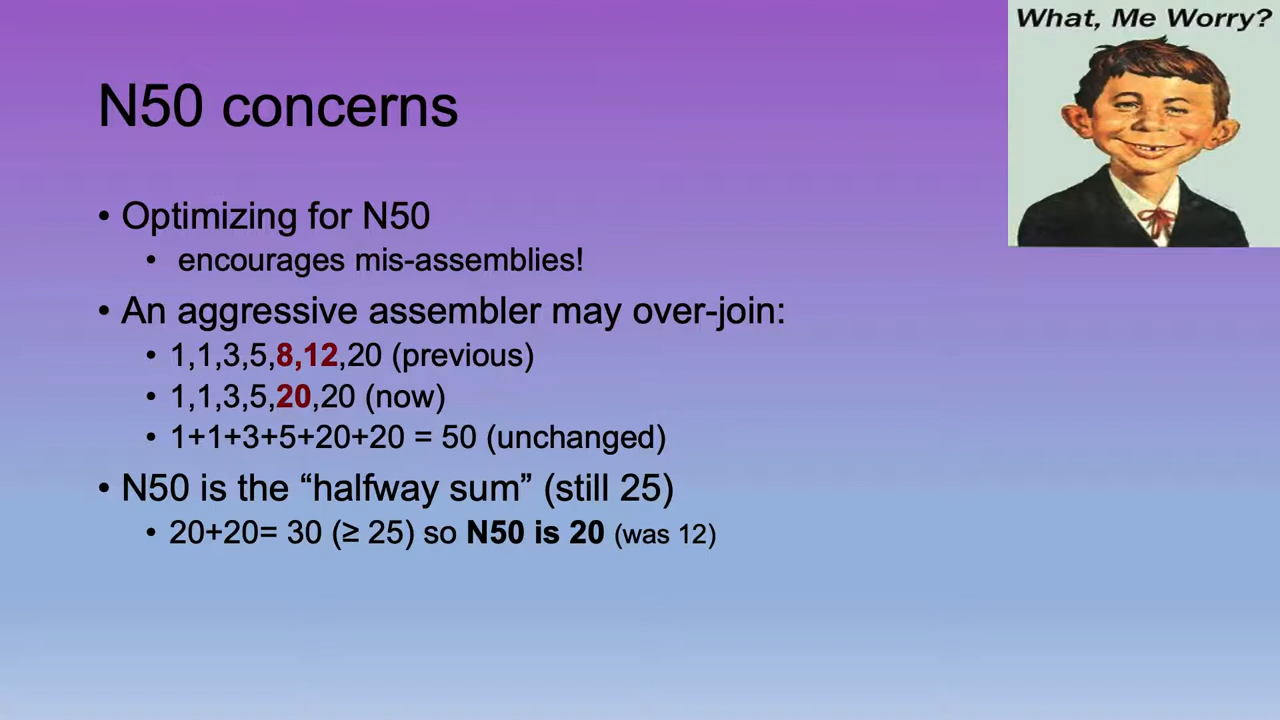 What, Me Worry?
N50 concerns
• Optimizing for N50
• encourages mis-assemblies!
• An aggressive assembler may over-join:
• 1,1,3,5,8,12,20 (previous)
• 1,1,3,5,20,20 (now)
• 1+1+3+5+20+20 = 50 (unchanged)
• N50 is the “halfway sum” (still 25)
• 20+20= 30 (≥ 25) so N50 is 20 (was 12)